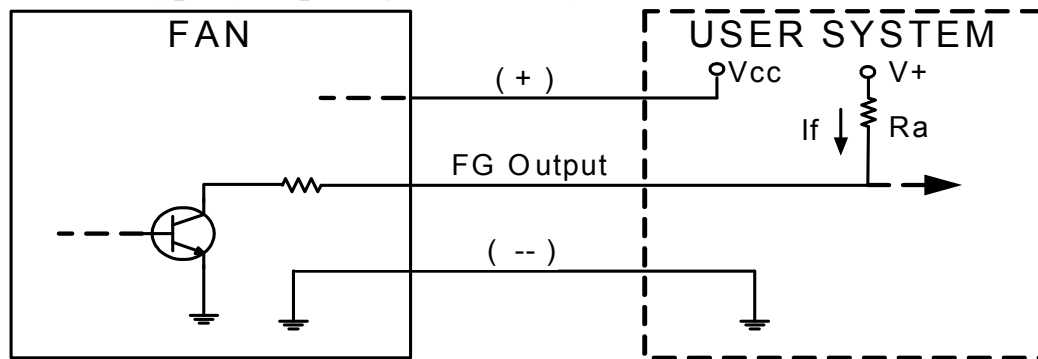 FAN
USER SYSTEM
( + )
Vcc
V+
If
Ra
FG Output
( -- )